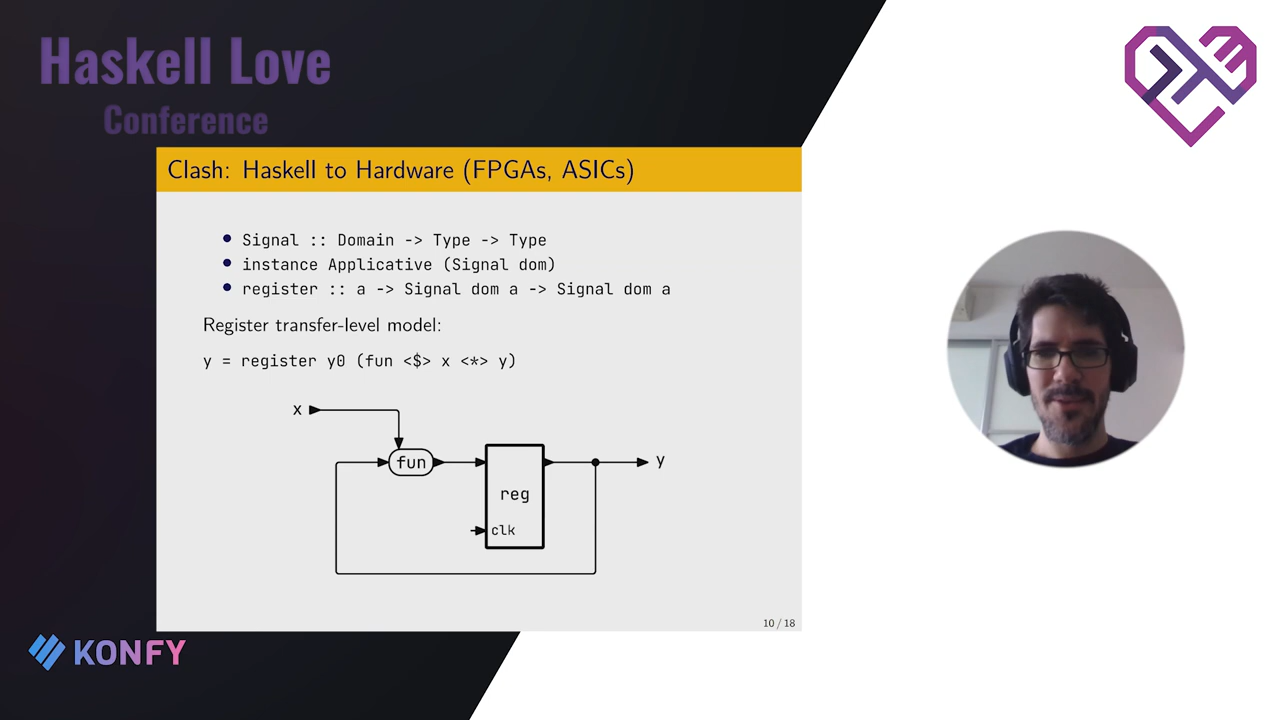 Haskell Love
Conference
Clash: Haskell to Hardware (FPGAs, ASICs)
• Signal :: Domain -> Type -> Type
• instance Applicative (Signal dom)
• register :: a -> Signal dom a -> Signal dom a
Register transfer-level model:
y = register y0 (fun <$> x <*> y)
x
fun
reg
clk
y
10 / 18
KONFY